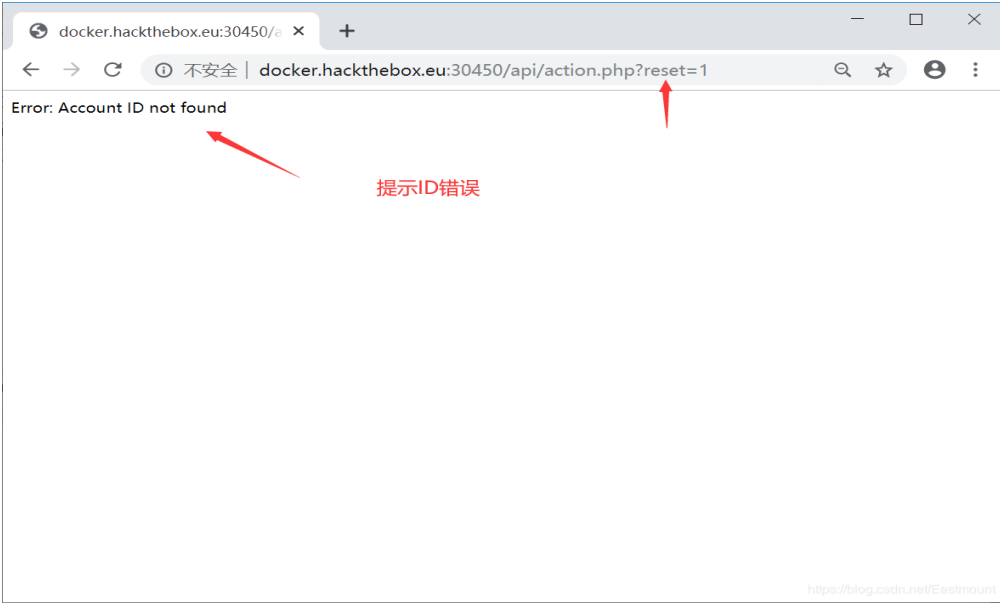 docker.hackthebox.eu:30450/a
不安全 | docker.hackthebox.eu:30450/api/action.php?reset=1
Error: Account ID not found
提示ID错误
https://blog.csdn.net/Eastmount